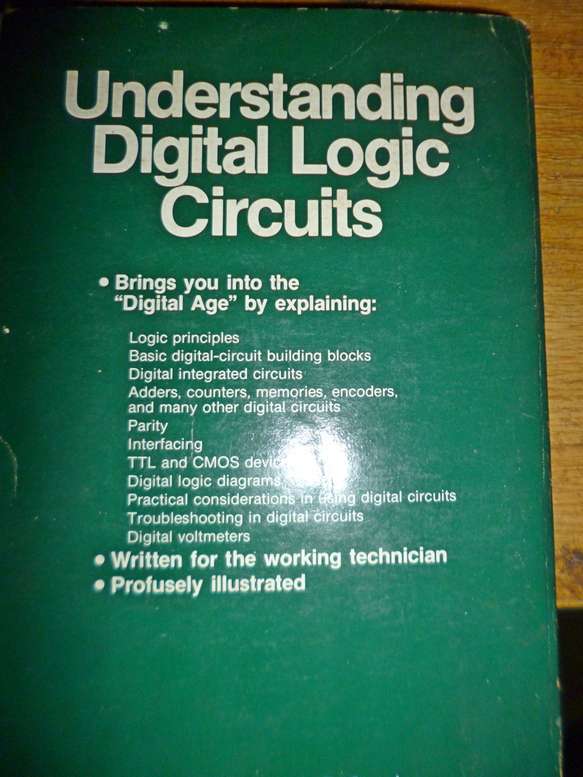 Understanding
Digital Logic
Circuits
• Brings you into the
"Digital Age" by explaining:
Logic principles
Basic digital-circuit building blocks
Digital integrated circuits
Adders, counters, memories, encoders,
and many other digital circuits
Parity
Interfacing
TTL and CMOS devices
Digital logic diagrams
Practical considerations in using digital circuits
Troubleshooting in digital circuits
Digital voltmeters
• Written for the working technician
• Profusely illustrated